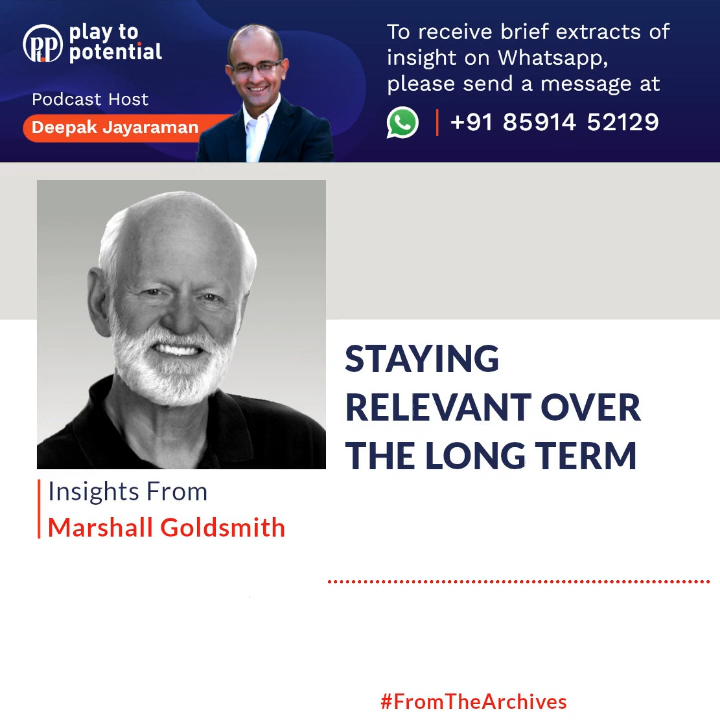 play to
potential
Podcast Host
Deepak Jayaraman
To receive brief extracts of
insight on Whatsapp,
please send a message at
+91 85914 52129
STAYING
RELEVANT OVER
THE LONG TERM
Insights From
Marshall Goldsmith
#FromTheArchives